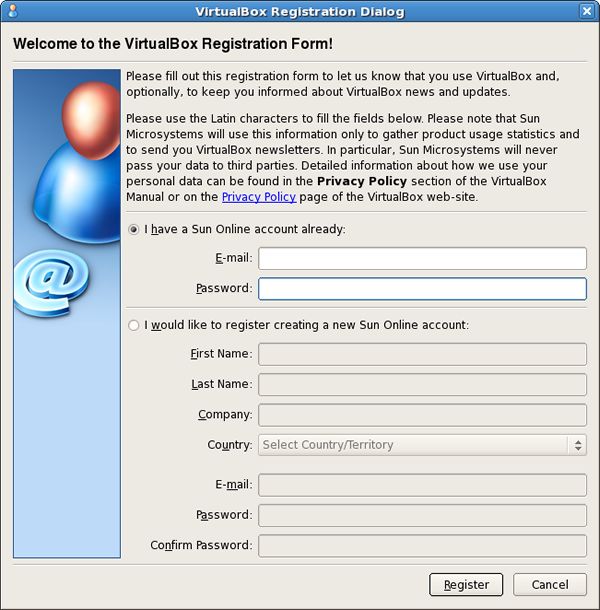 VirtualBox Registration Dialog
Welcome to the VirtualBox Registration Form!
Please fill out this registration form to let us know that you use VirtualBox and,
optionally, to keep you informed about VirtualBox news and updates.
Please use the Latin characters to fill the fields below. Please note that Sun
Microsystems will use this information only to gather product usage statistics and
to send you VirtualBox newsletters. In particular, Sun Microsystems will never
pass your data to third parties. Detailed information about how we use your
personal data can be found in the Privacy Policy section of the VirtualBox
Manual or on the Privacy Policy page of the VirtualBox web-site.
I have a Sun Online account already:
E-mail:
Password:
I would like to register creating a new Sun Online account:
First Name:
Last Name:
Company:
Country: Select Country/Territory
E-mail:
Password:
Confirm Password:
Register Cancel